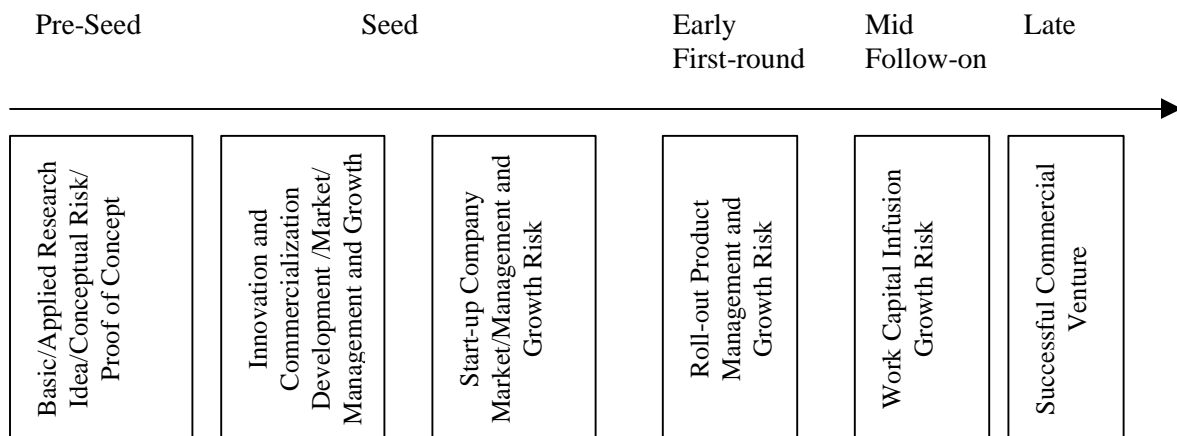 Pre-Seed
Seed
Early
First-round
Mid
Follow-on
Late
Basic/Applied Research
Idea/Conceptual Risk/
Proof of Concept
Innovation and
Commercialization
Development /Market/
Management and Growth
Start-up Company
Market/Management and
Growth Risk
Roll-out Product
Management and
Growth Risk
Work Capital Infusion
Growth Risk
Successful Commercial
Venture